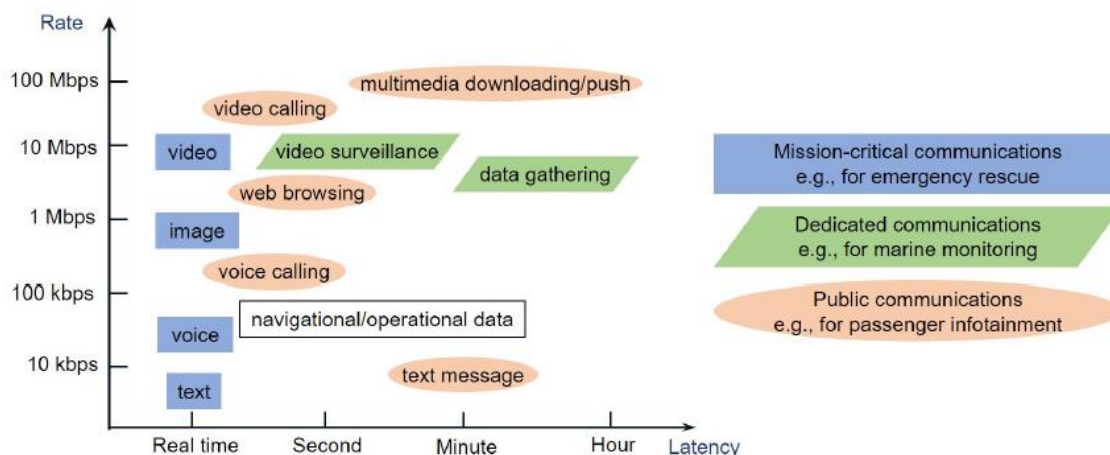 Rate
100 Mbps
multimedia downloading/push
video calling
10 Mbps
video
video surveillance
data gathering
web browsing
1 Mbps
image
voice calling
100 kbps
navigational/operational data
voice
10 kbps
text message
text
Real time
Second
Minute
Hour
Latency
Mission-critical communications
e.g., for emergency rescue
Dedicated communications
e.g., for marine monitoring
Public communications
e.g., for passenger infotainment